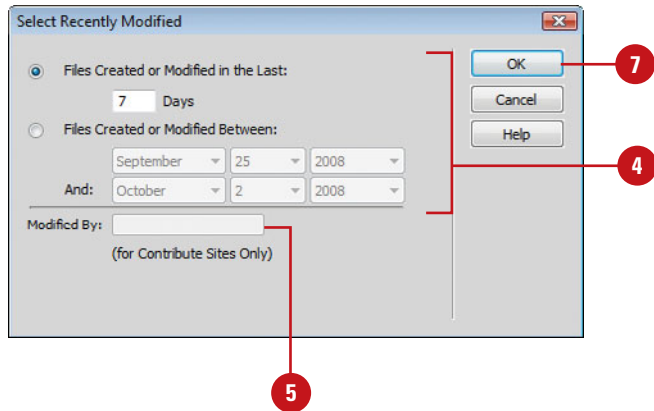 Select Recently Modified
Files Created or Modified in the Last:
7 Days
Files Created or Modified Between:
September 25 2008
And: October 2 2008
Modified By:
(for Contribute Sites Only)
OK
Cancel
Help
7
4
5